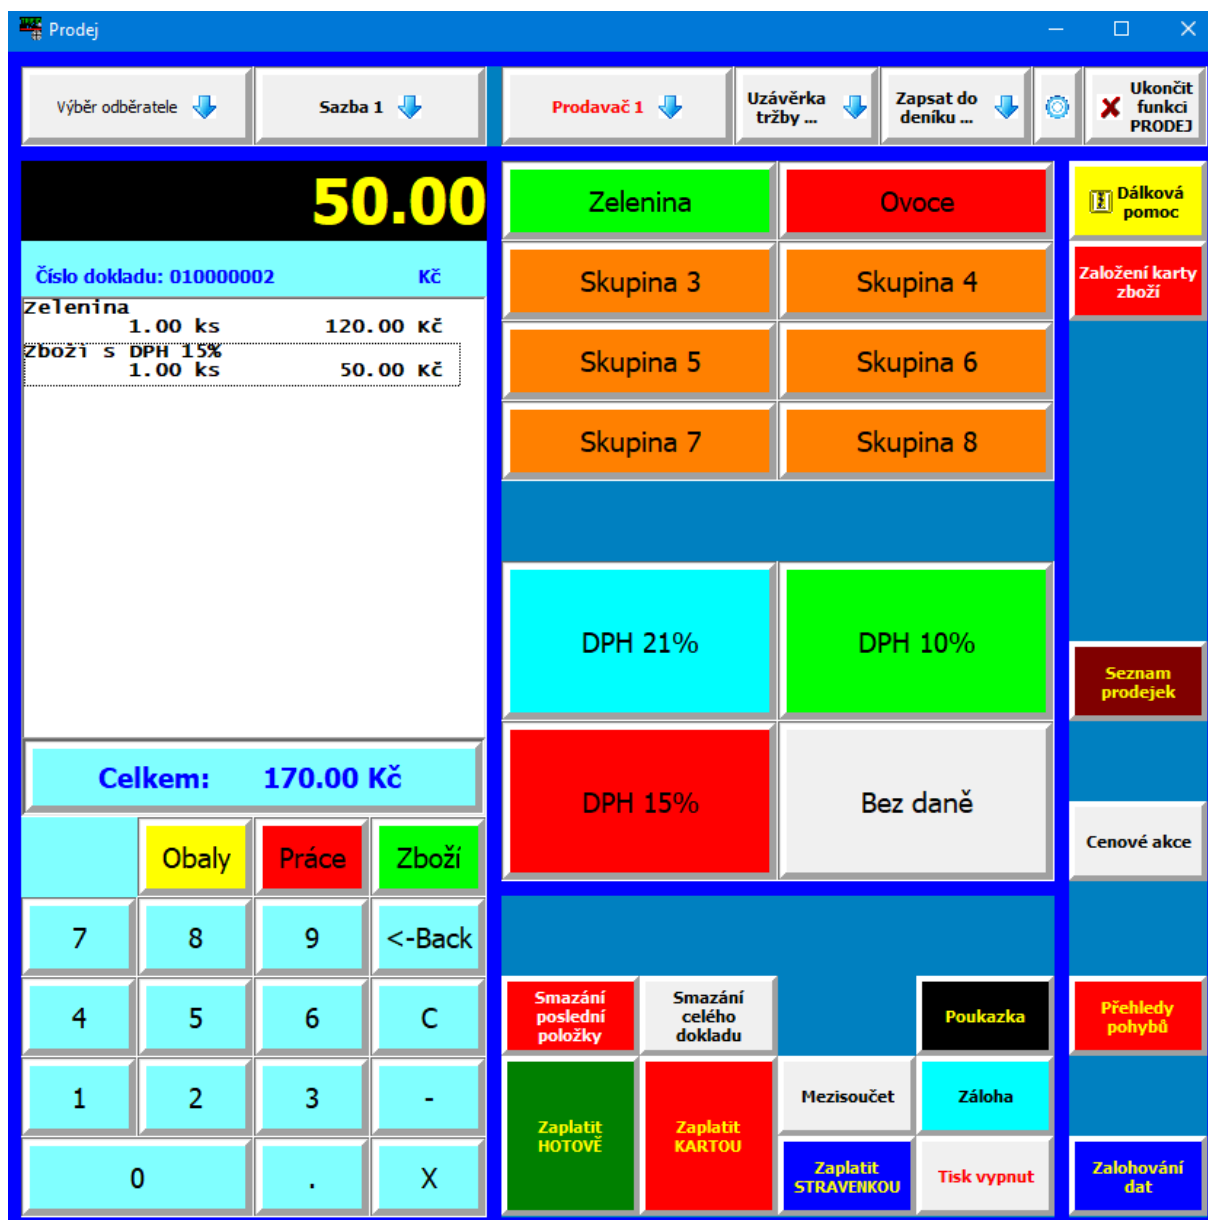 Prodej
Výběr odběratele
Sazba 1
Prodavač 1
Uzávěrka
tržby ...
Zapsat do
deníku ...
Ukončit
funkci
PRODEJ
50.00
Číslo dokladu: 010000002 Kč
Zelenina
1.00 ks 120.00 Kč
Zboží s DPH 15%
1.00 ks 50.00 Kč
Celkem: 170.00 Kč
Obaly
Práce
Zboží
7
8
9
<-Back
4
5
6
C
1
2
3
-
0
.
X
Zelenina
Ovoce
Skupina 3
Skupina 4
Skupina 5
Skupina 6
Skupina 7
Skupina 8
DPH 21%
DPH 10%
DPH 15%
Bez daně
Smazání
poslední
položky
Smazání
celého
dokladu
Poukazka
Zaplatit
HOTOVĚ
Zaplatit
KARTOU
Mezisoučet
Záloha
Zaplatit
STRAVENKOU
Tisk vypnut
Dálková
pomoc
Založení karty
zboží
Seznam
prodejek
Cenové akce
Přehledy
pohybů
Zalohování
dat